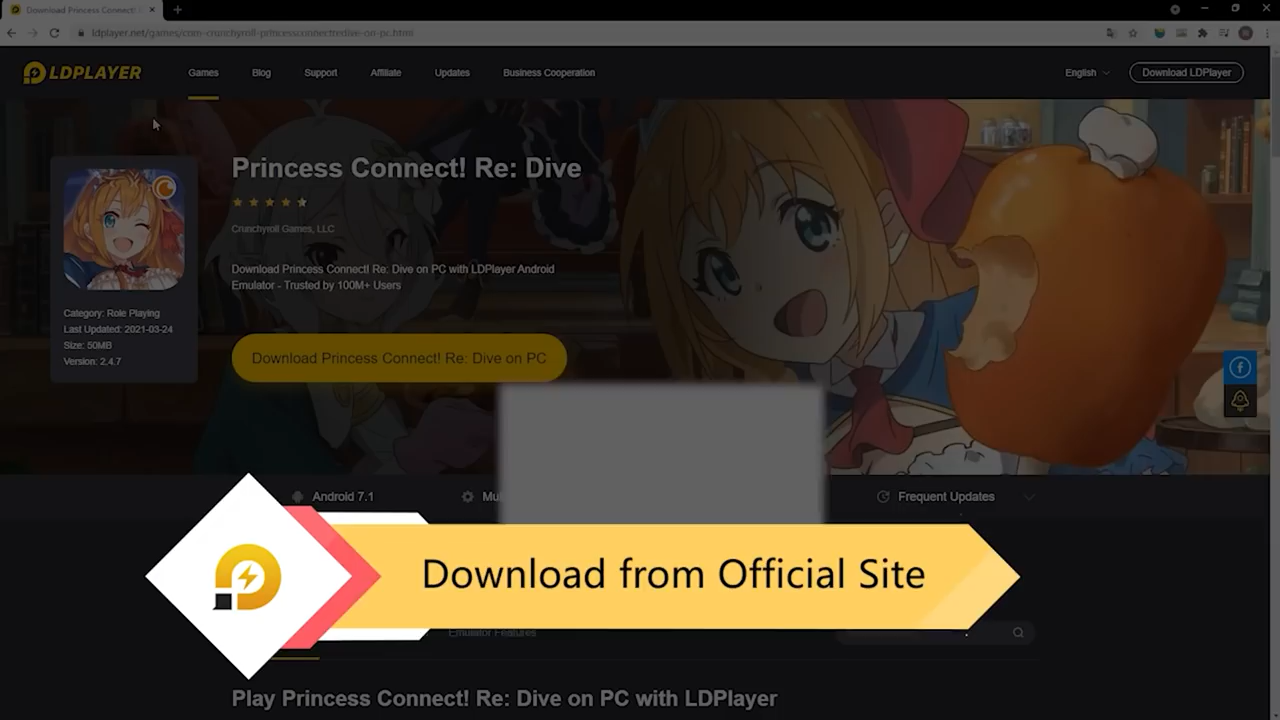 Download Princess Connect!
ldplayer.net/games/com-crunchyroll-princessconnectredive-on-pc.html
LDPLAYER
Games
Blog
Support
Affiliate
Updates
Business Cooperation
English
Download LDPlayer
Princess Connect! Re: Dive
Crunchyroll Games, LLC
Download Princess Connect! Re: Dive on PC with LDPlayer Android
Emulator - Trusted by 100M+ Users
Category: Role Playing
Last Updated: 2021-03-24
Size: 50MB
Version: 2,4.7
Download Princess Connect! Re: Dive on PC
Android 7.1
Mul
Frequent Updates
Download from Official Site
Emulator Features
Play Princess Connect! Re: Dive on PC with LDPlayer